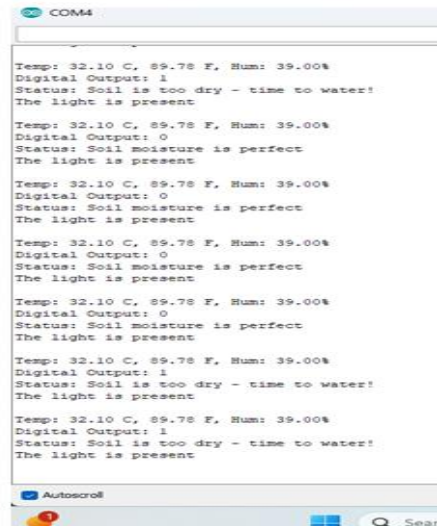 COM4
Temp: 32.10 C, 89.78 F, Hum: 39.00%
Digital Output: 1
Status: Soil is too dry - time to water!
The light is present
Temp: 32.10 C, 89.78 F, Hum: 39.00%
Digital Output: 0
Status: Soil moisture is perfect
The light is present
Temp: 32.10 C, 89.78 F, Hum: 39.00%
Digital Output: 0
Status: Soil moisture is perfect
The light is present
Temp: 32.10 C, 89.78 F, Hum: 39.00%
Digital Output: 0
Status: Soil moisture is perfect
The light is present
Temp: 32.10 C, 89.78 F, Hum: 39.00%
Digital Output: 0
Status: Soil moisture is perfect
The light is present
Temp: 32.10 C, 89.78 F, Hum: 39.00%
Digital Output: 1
Status: Soil is too dry - time to water!
The light is present
Temp: 32.10 C, 89.78 F, Hum: 39.00%
Digital Output: 1
Status: Soil is too dry - time to water!
The light is present
Autoscroll
1
Sear